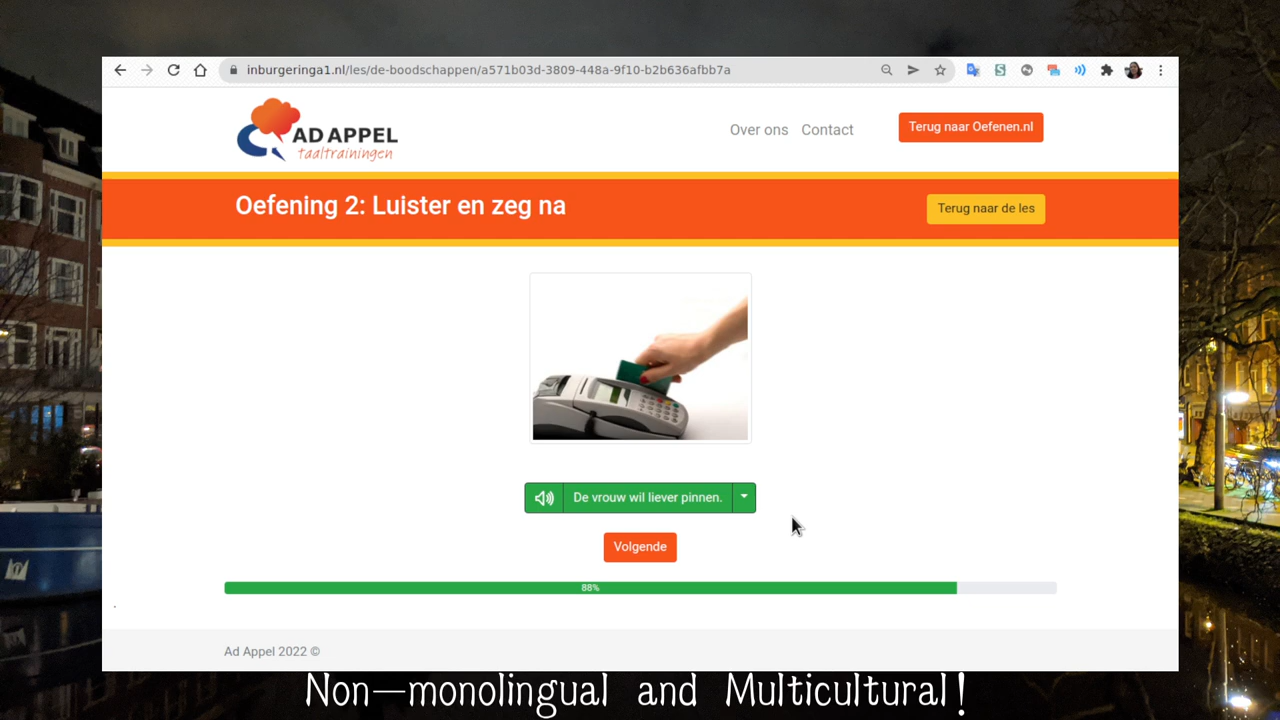 inburgeringa1.nl/les/de-boodschappen/a571b03d-3809-448a-9f10-b2b636afbb7a
AD APPEL
taaltrainingen
Over ons
Contact
Terug naar Oefenen.nl
Oefening 2: Luister en zeg na
Terug naar de les
De vrouw wil liever pinnen.
Volgende
88%
Ad Appel 2022 ©
Non-monolingual and Multicultural!